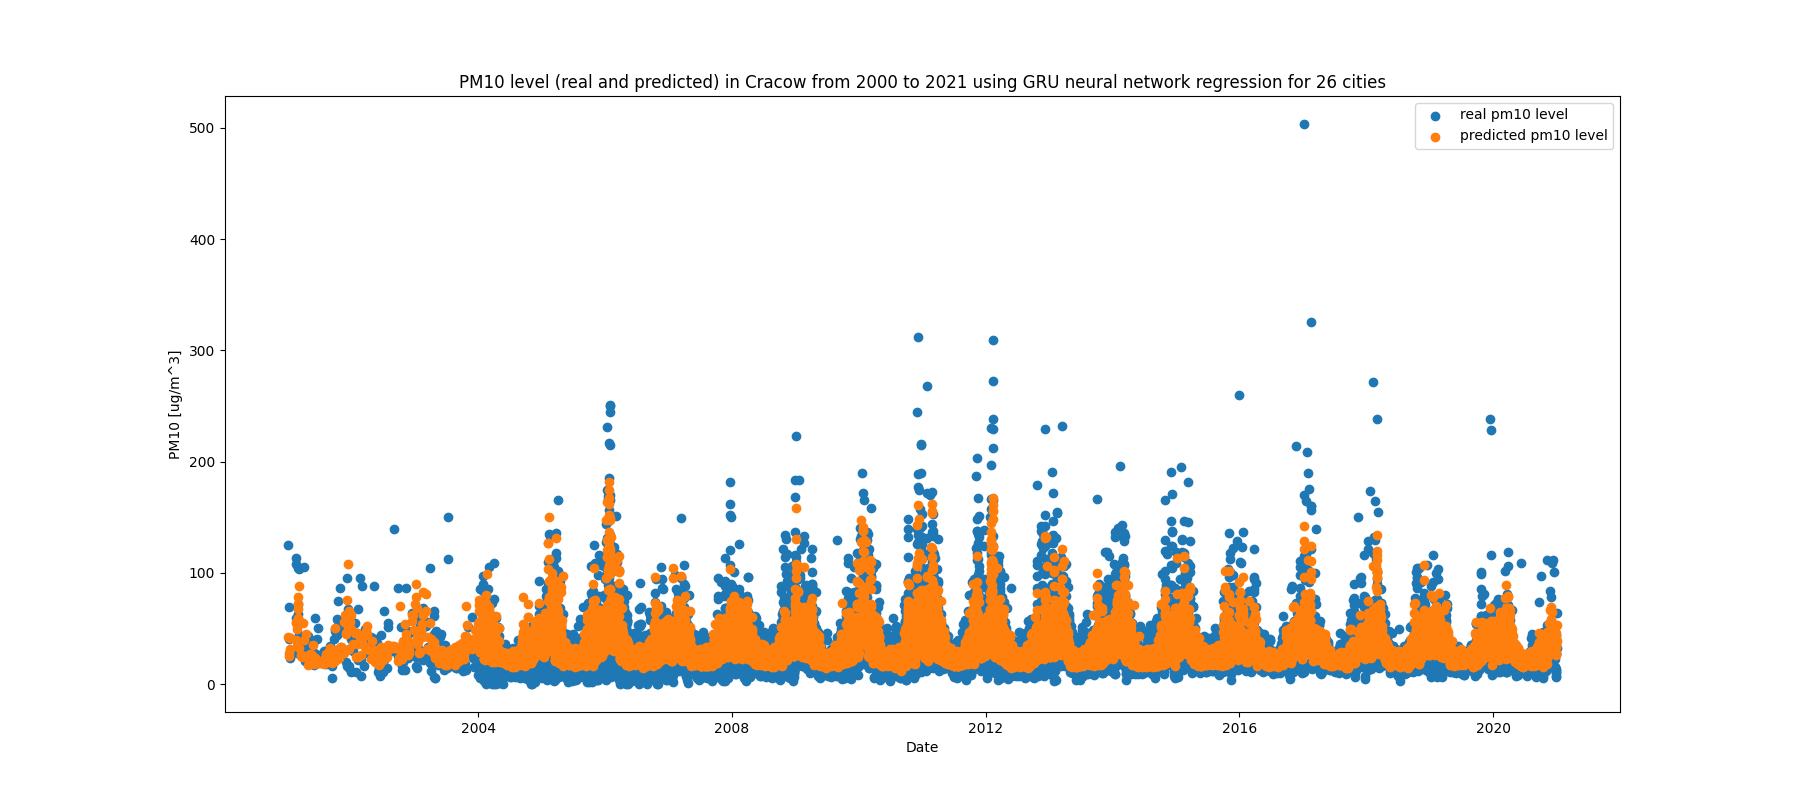 PM10 level (real and predicted) in Cracow from 2000 to 2021 using GRU neural network regression for 26 cities
real pm10 level
predicted pm10 level
500
400
300
200
100
0
PM10 [ug/m^3]
2004
2008
2012
2016
2020
Date